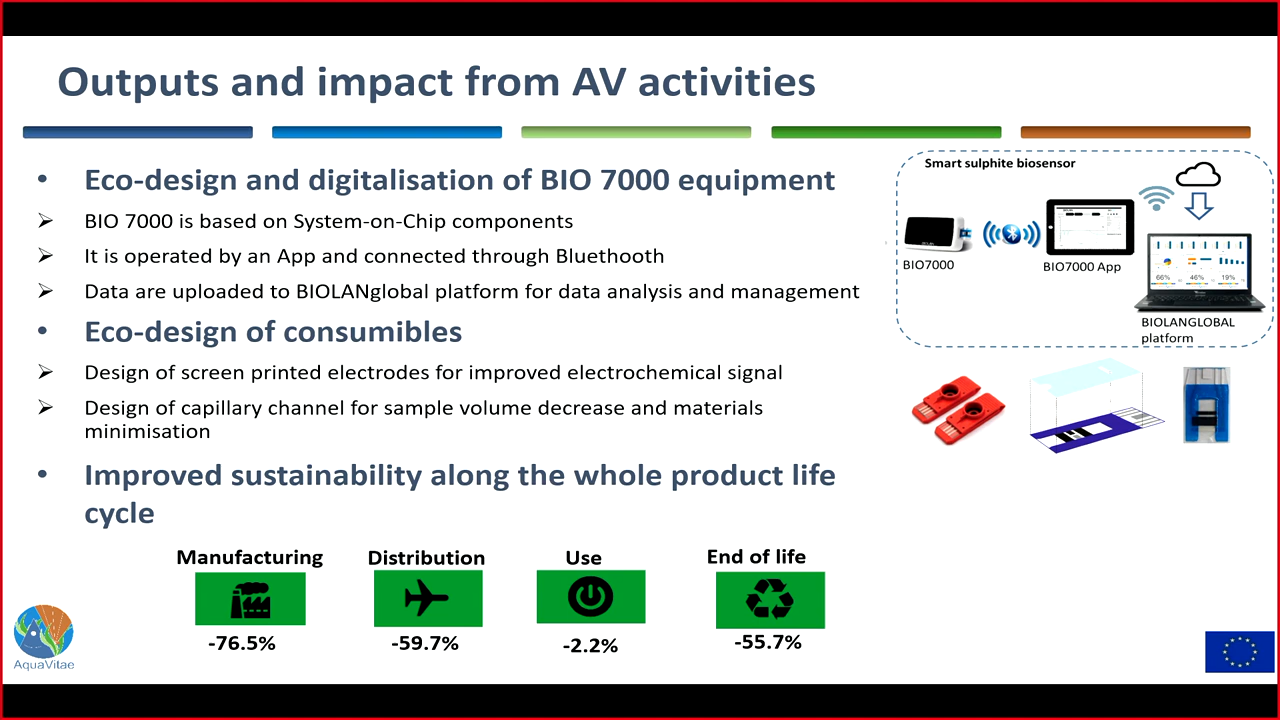 Outputs and impact from AV activities
• Eco-design and digitalisation of BIO 7000 equipment
➢ BIO 7000 is based on System-on-Chip components
➢ It is operated by an App and connected through Bluethooth
➢ Data are uploaded to BIOLANglobal platform for data analysis and management
• Eco-design of consumibles
➢ Design of screen printed electrodes for improved electrochemical signal
➢ Design of capillary channel for sample volume decrease and materials
minimisation
• Improved sustainability along the whole product life
cycle
Manufacturing Distribution Use End of life
-76.5% -59.7% -2.2% -55.7%
Smart sulphite biosensor
BIO7000
BIO7000 App
66% 46% 19%
BIOLANGLOBAL
platform
AquaVitae